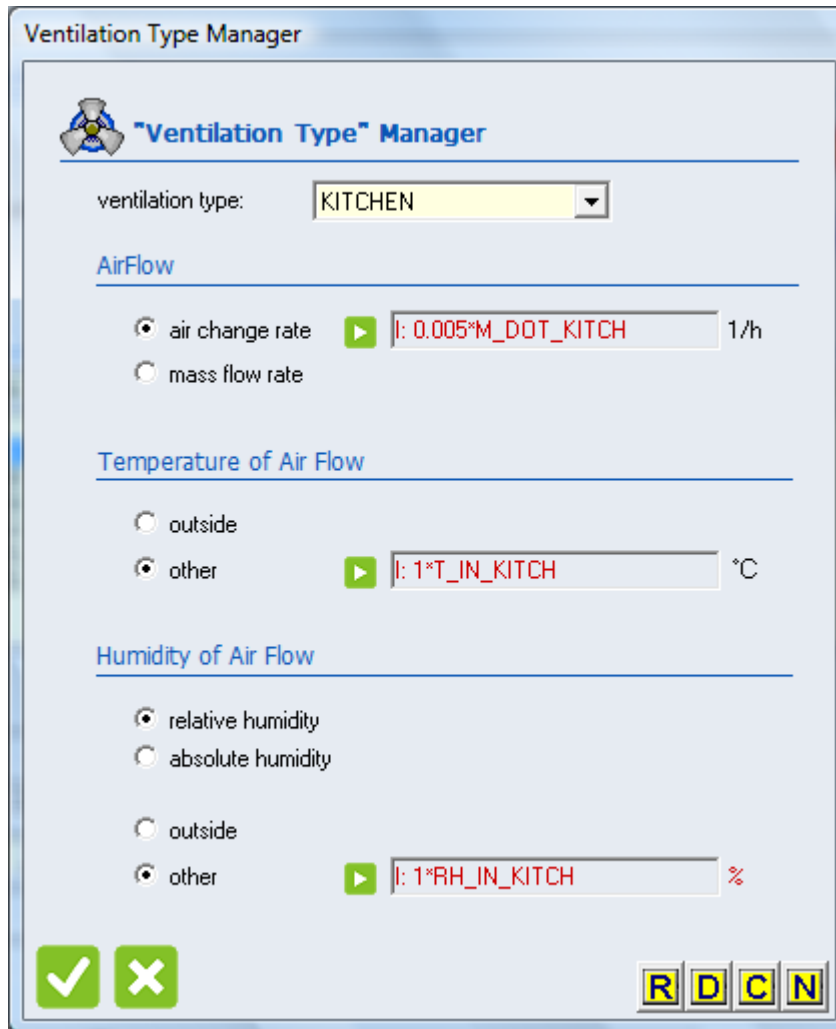 Ventilation Type Manager
"Ventilation Type" Manager
ventilation type: KITCHEN
AirFlow
air change rate I: 0.005*M_DOT_KITCH 1/h
mass flow rate
Temperature of Air Flow
outside
other I: 1*T_IN_KITCH °C
Humidity of Air Flow
relative humidity
absolute humidity
outside
other I: 1*RH_IN_KITCH %
R D C N